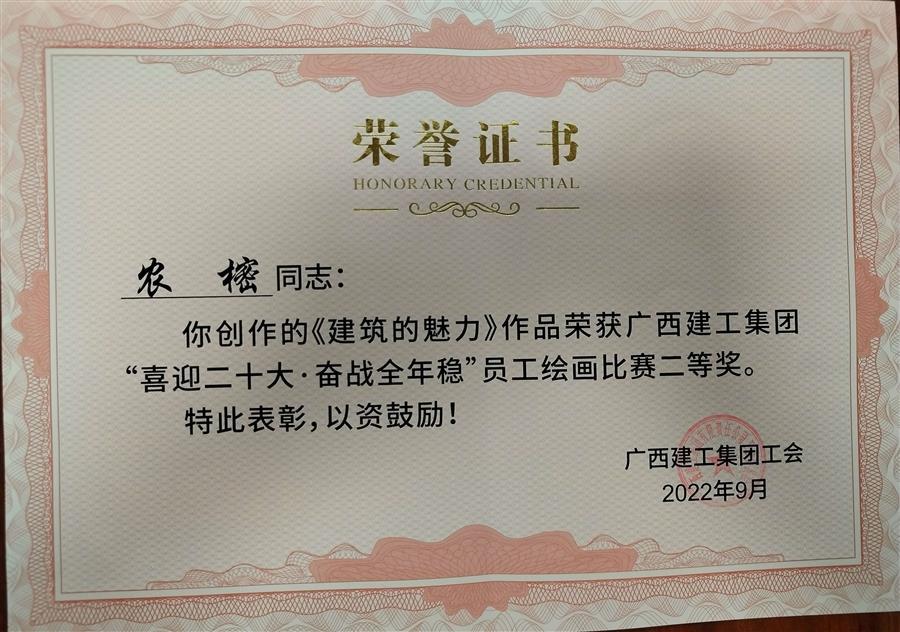 荣誉证书
HONORARY CREDENTIAL
农 榓 同志：
你创作的《建筑的魅力》作品荣获广西建工集团
“喜迎二十大·奋战全年稳”员工绘画比赛二等奖。
特此表彰，以资鼓励！
广西建工集团工会
2022年9月